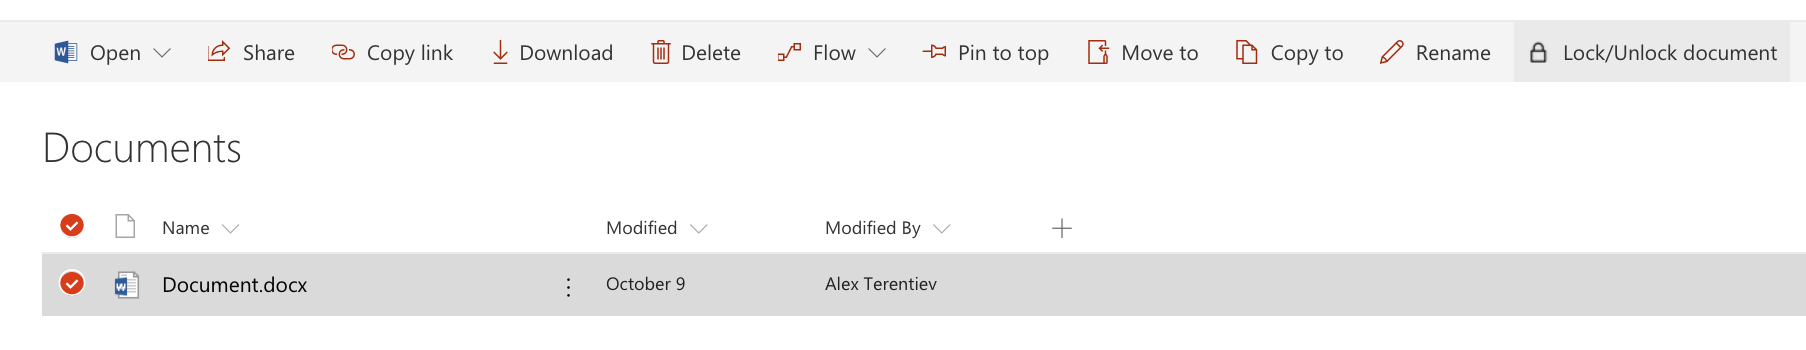 Open Share Copy link Download Delete Flow Pin to top Move to Copy to Rename Lock/Unlock document
Documents
Name Modified Modified By
Document.docx October 9 Alex Terentiev